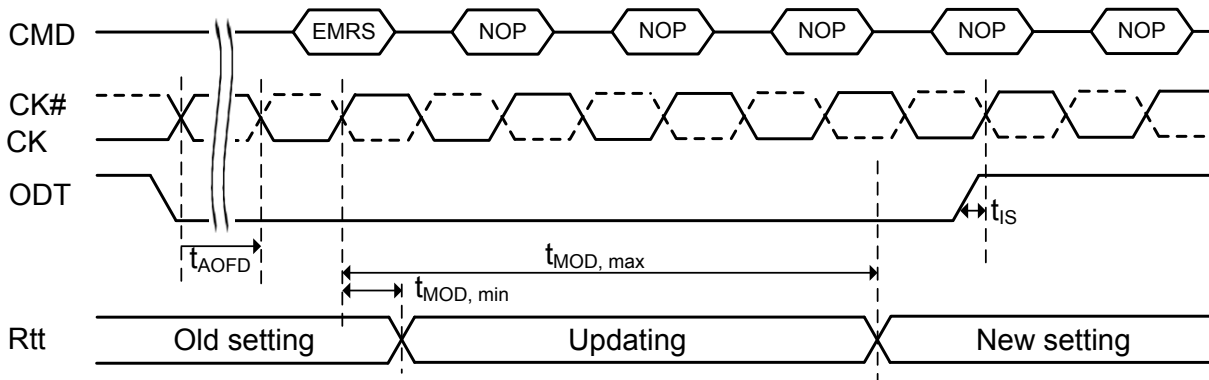 CMD
EMRS
NOP
NOP
NOP
NOP
NOP
CK#
CK
ODT
tIS
tAOFD
tMOD, max
tMOD, min
Rtt
Old setting
Updating
New setting